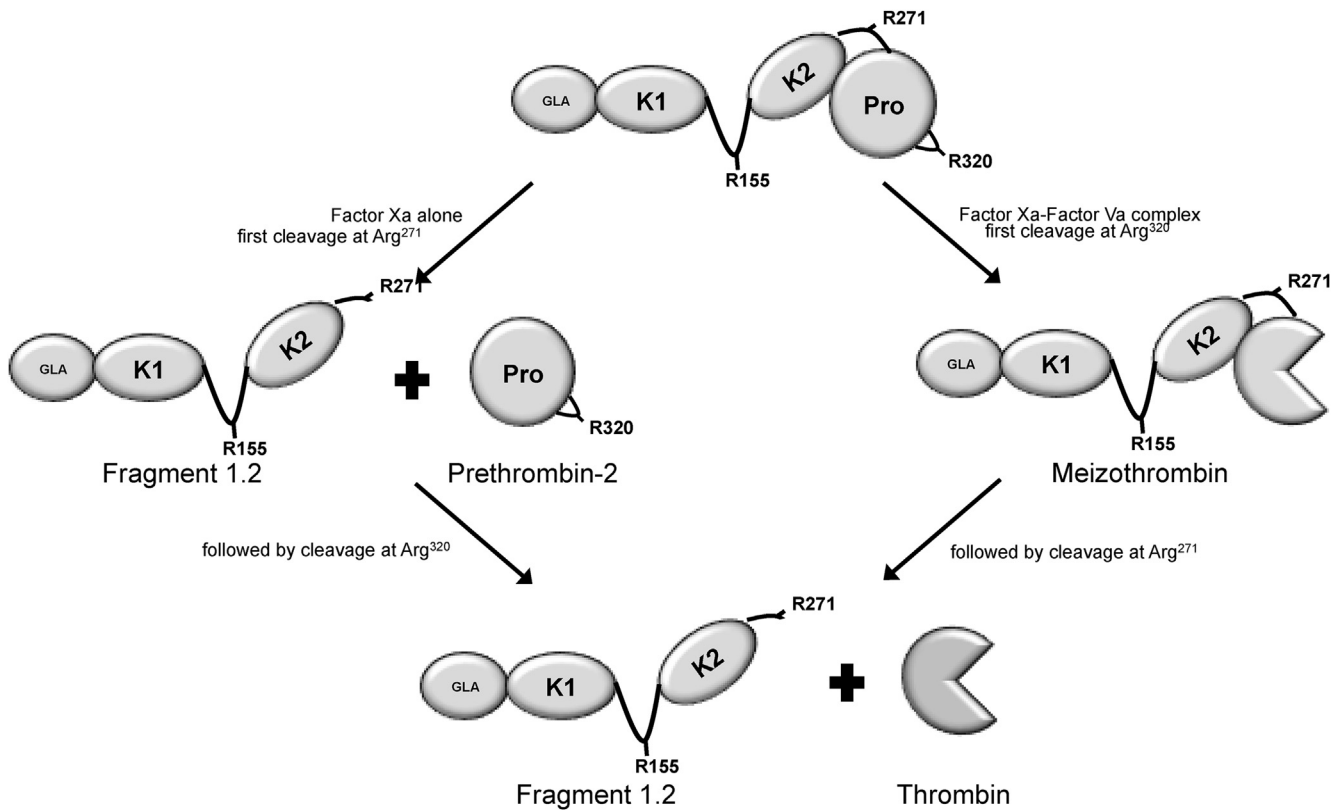 R271
GLA
K1
K2
Pro
R320
R155
Factor Xa alone
first cleavage at Arg271
Factor Xa-Factor Va complex
first cleavage at Arg320
R271
GLA
K1
K2
Pro
R320
R155
R271
GLA
K1
K2
R155
Fragment 1.2
Prethrombin-2
Meizothrombin
followed by cleavage at Arg320
followed by cleavage at Arg271
R271
GLA
K1
K2
R155
Fragment 1.2
Thrombin